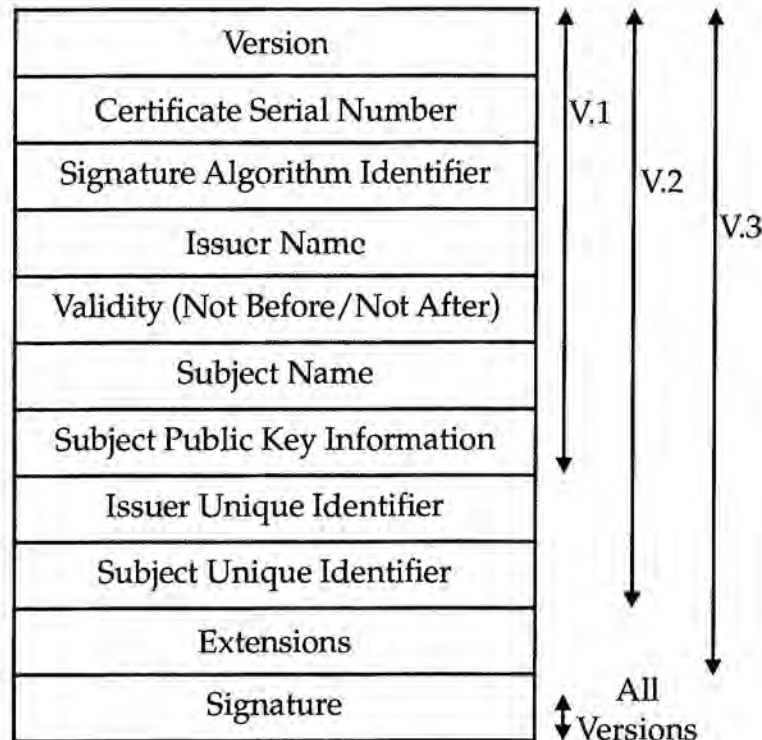 Version
Certificate Serial Number
V.1
Signature Algorithm Identifier
V.2
Issuer Name
V.3
Validity (Not Before/Not After)
Subject Name
Subject Public Key Information
Issuer Unique Identifier
Subject Unique Identifier
Extensions
Signature
All
Versions